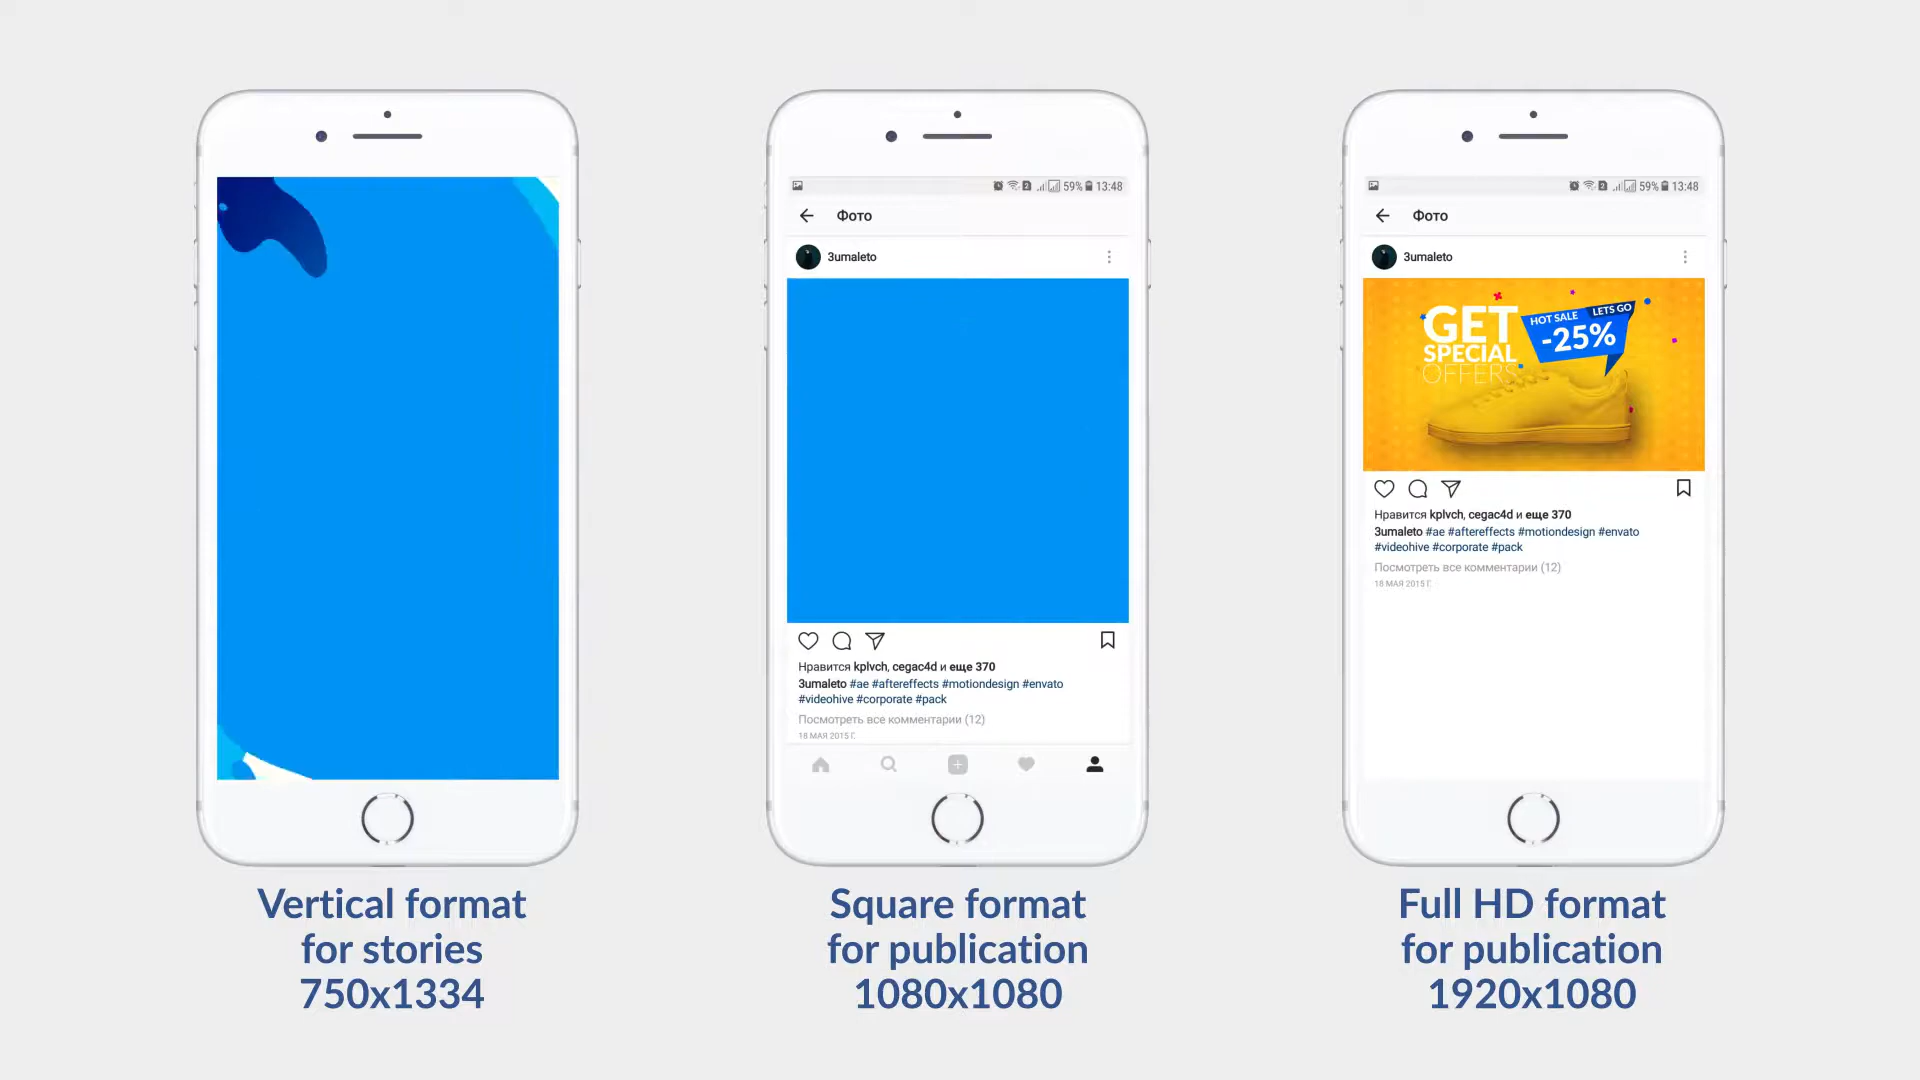 59% 13:48
Фото
3umaleto
Нравится kplvch, cegac4d и еще 370
3umaleto #ae #aftereffects #motiondesign #envato
#videohive #corporate #pack
Посмотреть все комментарии (12)
18 МАЯ 2015 Г.
59% 13:48
Фото
3umaleto
GET
SPECIAL
OFFERS
HOT SALE
LETS GO
-25%
Нравится kplvch, cegac4d и еще 370
3umaleto #ae #aftereffects #motiondesign #envato
#videohive #corporate #pack
Посмотреть все комментарии (12)
18 МАЯ 2015 Г.
Vertical format
for stories
750x1334
Square format
for publication
1080x1080
Full HD format
for publication
1920x1080